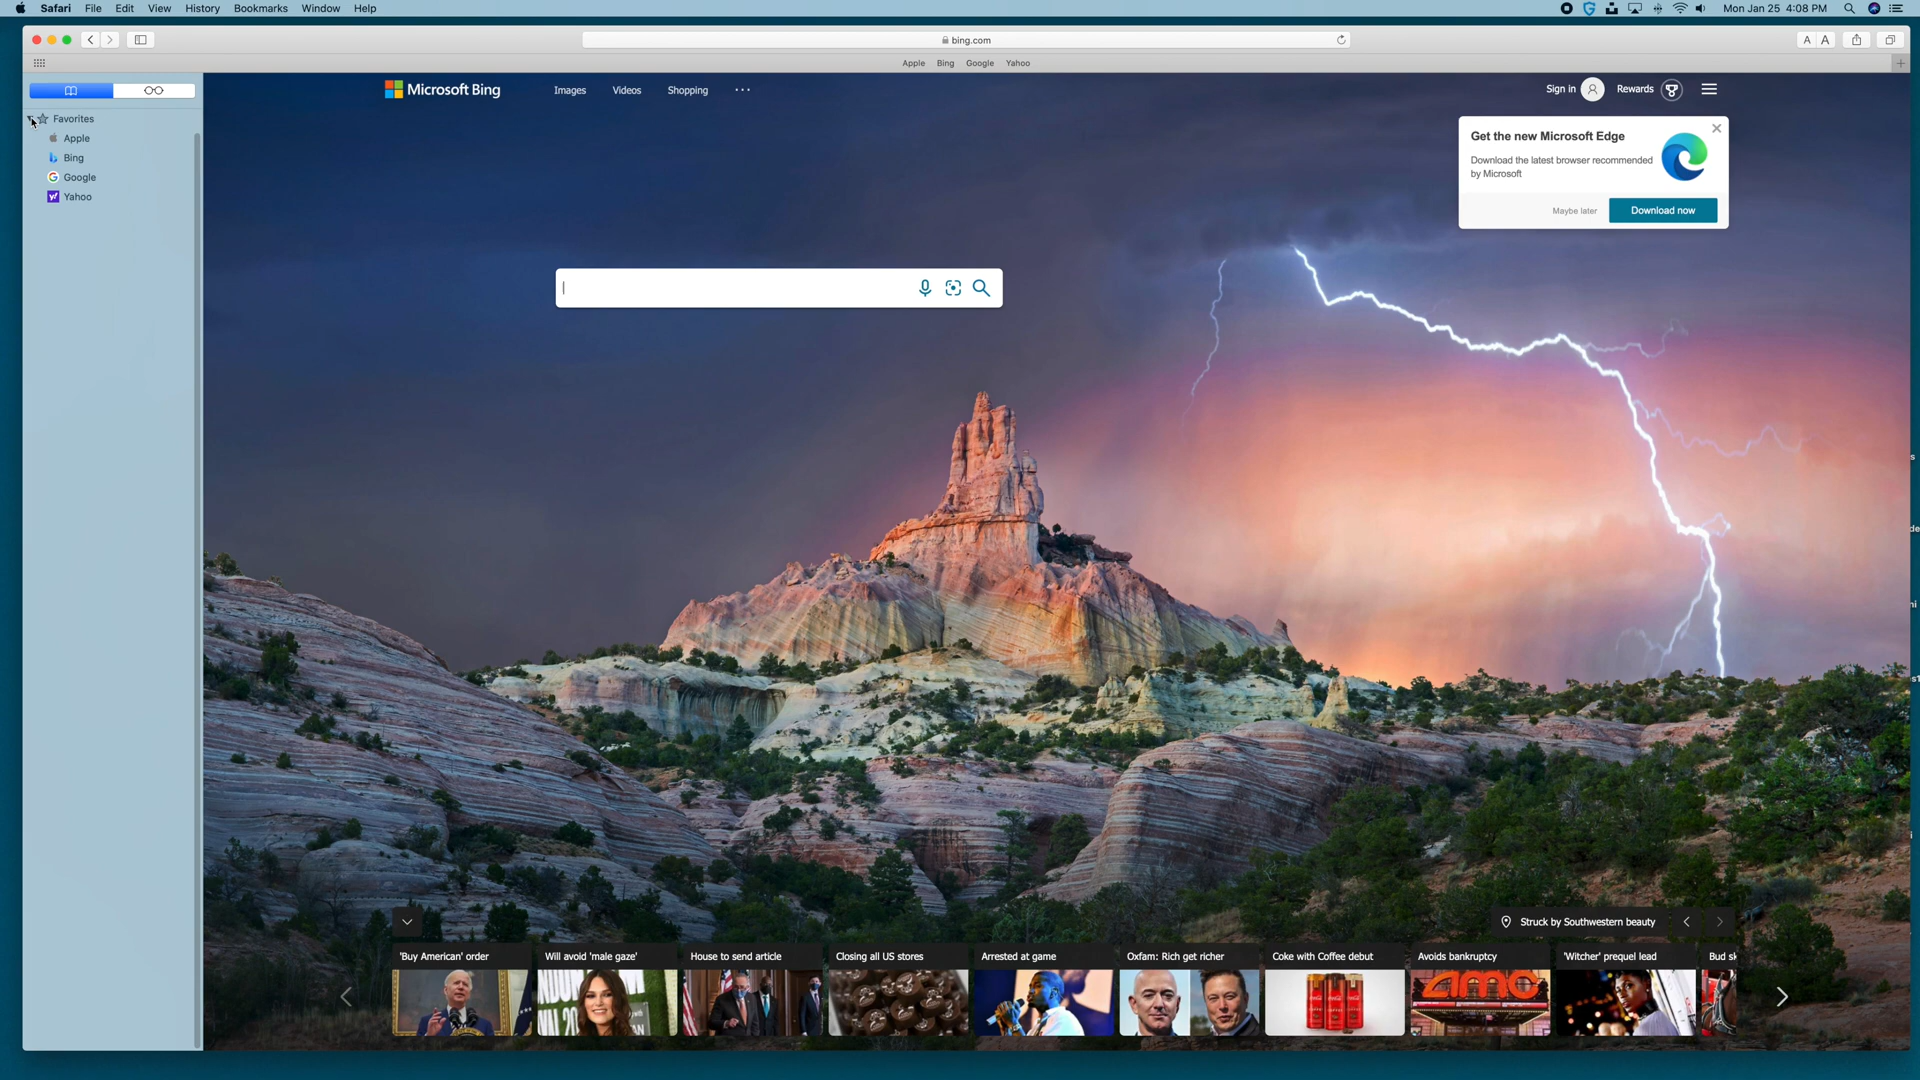 Safari File Edit View History Bookmarks Window Help
Mon Jan 25 4:08 PM
bing.com
A A
Apple Bing Google Yahoo
Favorites
Apple
Bing
Google
Yahoo
Microsoft Bing
Images Videos Shopping
Sign in Rewards
Get the new Microsoft Edge
Download the latest browser recommended
by Microsoft
Maybe later Download now
Struck by Southwestern beauty
'Buy American' order
Will avoid 'male gaze'
House to send article
Closing all US stores
Arrested at game
Oxfam: Rich get richer
Coke with Coffee debut
Avoids bankruptcy
'Witcher' prequel lead
amc